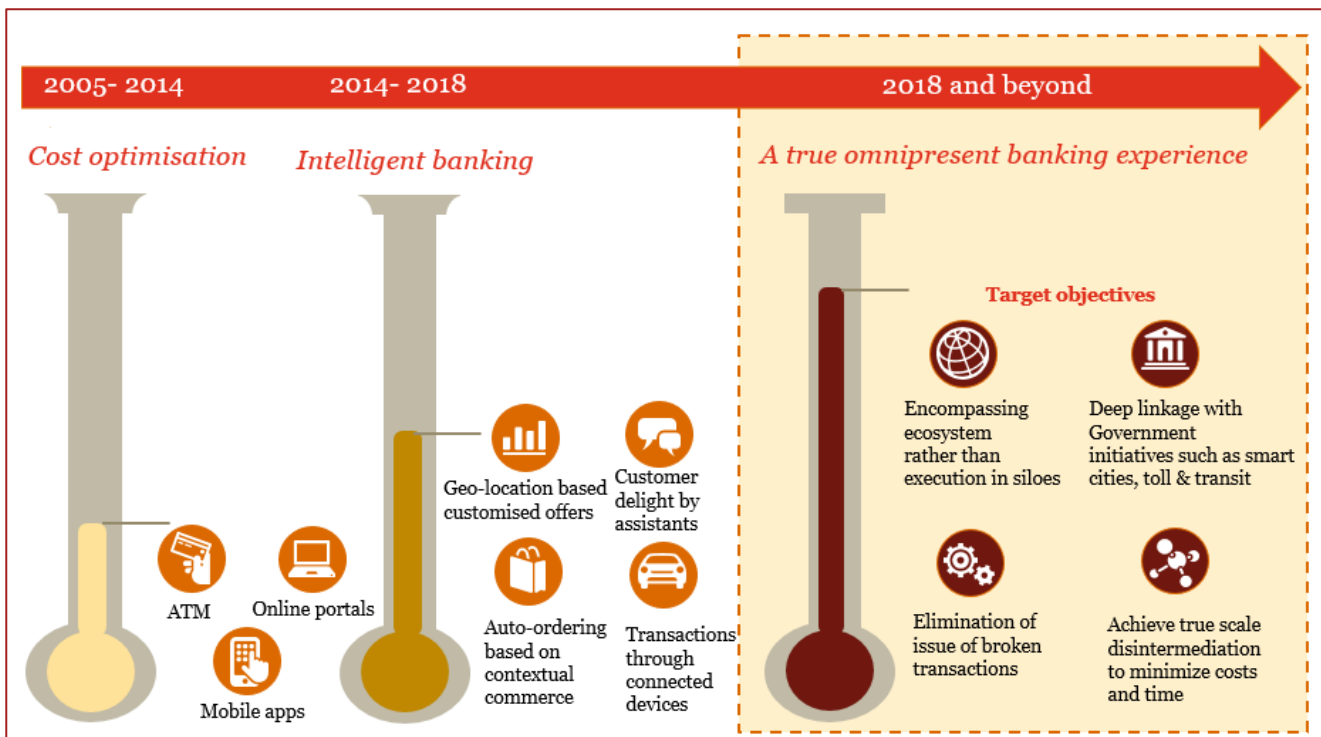 2005- 2014
2014- 2018
2018 and beyond
Cost optimisation
Intelligent banking
A true omnipresent banking experience
ATM
Online portals
Mobile apps
Geo-location based
customised offers
Customer
delight by
assistants
Auto-ordering
based on
contextual
commerce
Transactions
through
connected
devices
Target objectives
Encompassing
ecosystem
rather than
execution in siloes
Deep linkage with
Government
initiatives such as smart
cities, toll & transit
Elimination of
issue of broken
transactions
Achieve true scale
disintermediation
to minimize costs
and time